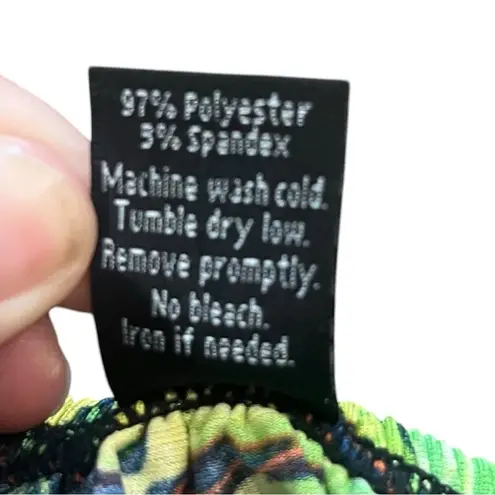 97% Polyester
3% Spandex
Machine wash cold.
Tumble dry low.
Remove promptly.
No bleach.
Iron if needed.